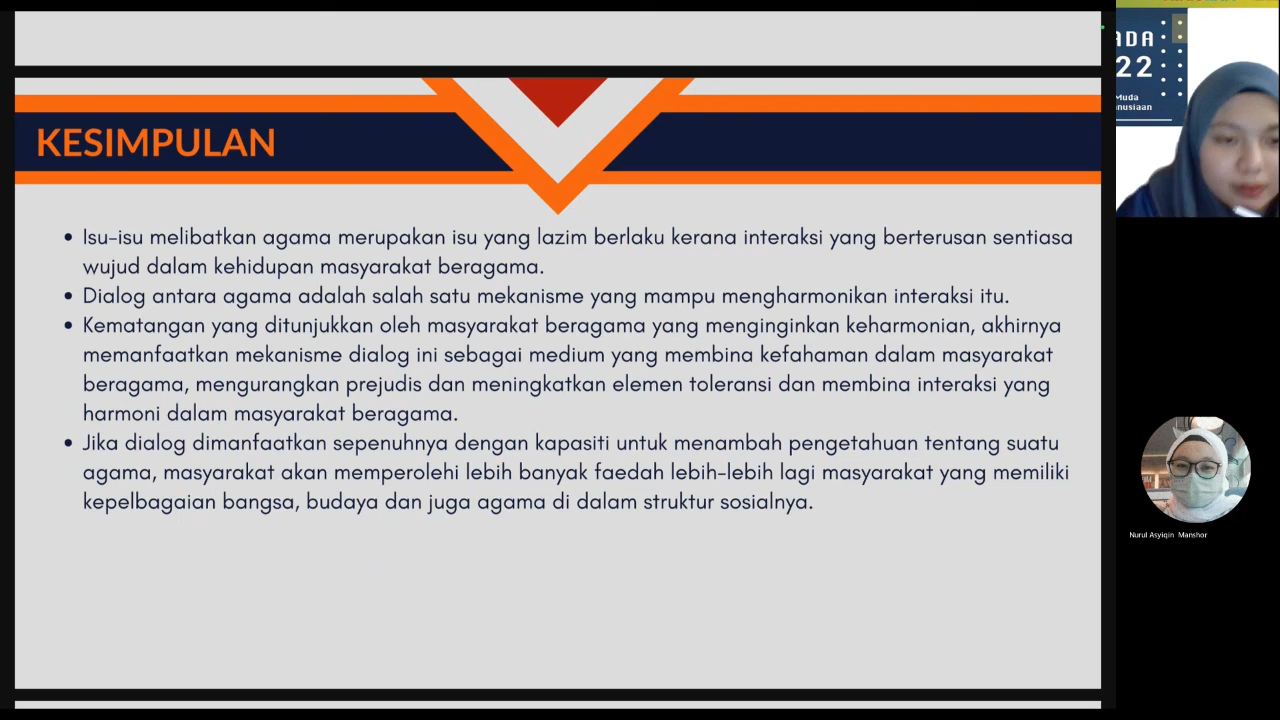 KESIMPULAN
• Isu-isu melibatkan agama merupakan isu yang lazim berlaku kerana interaksi yang berterusan sentiasa
wujud dalam kehidupan masyarakat beragama.
• Dialog antara agama adalah salah satu mekanisme yang mampu mengharmonikan interaksi itu.
• Kematangan yang ditunjukkan oleh masyarakat beragama yang menginginkan keharmonian, akhirnya
memanfaatkan mekanisme dialog ini sebagai medium yang membina kefahaman dalam masyarakat
beragama, mengurangkan prejudis dan meningkatkan elemen toleransi dan membina interaksi yang
harmoni dalam masyarakat beragama.
• Jika dialog dimanfaatkan sepenuhnya dengan kapasiti untuk menambah pengetahuan tentang suatu
agama, masyarakat akan memperolehi lebih banyak faedah lebih-lebih lagi masyarakat yang memiliki
kepelbagaian bangsa, budaya dan juga agama di dalam struktur sosialnya.
ADA
22
Muda
nusiaan
Nurul Asyiqin Manshor